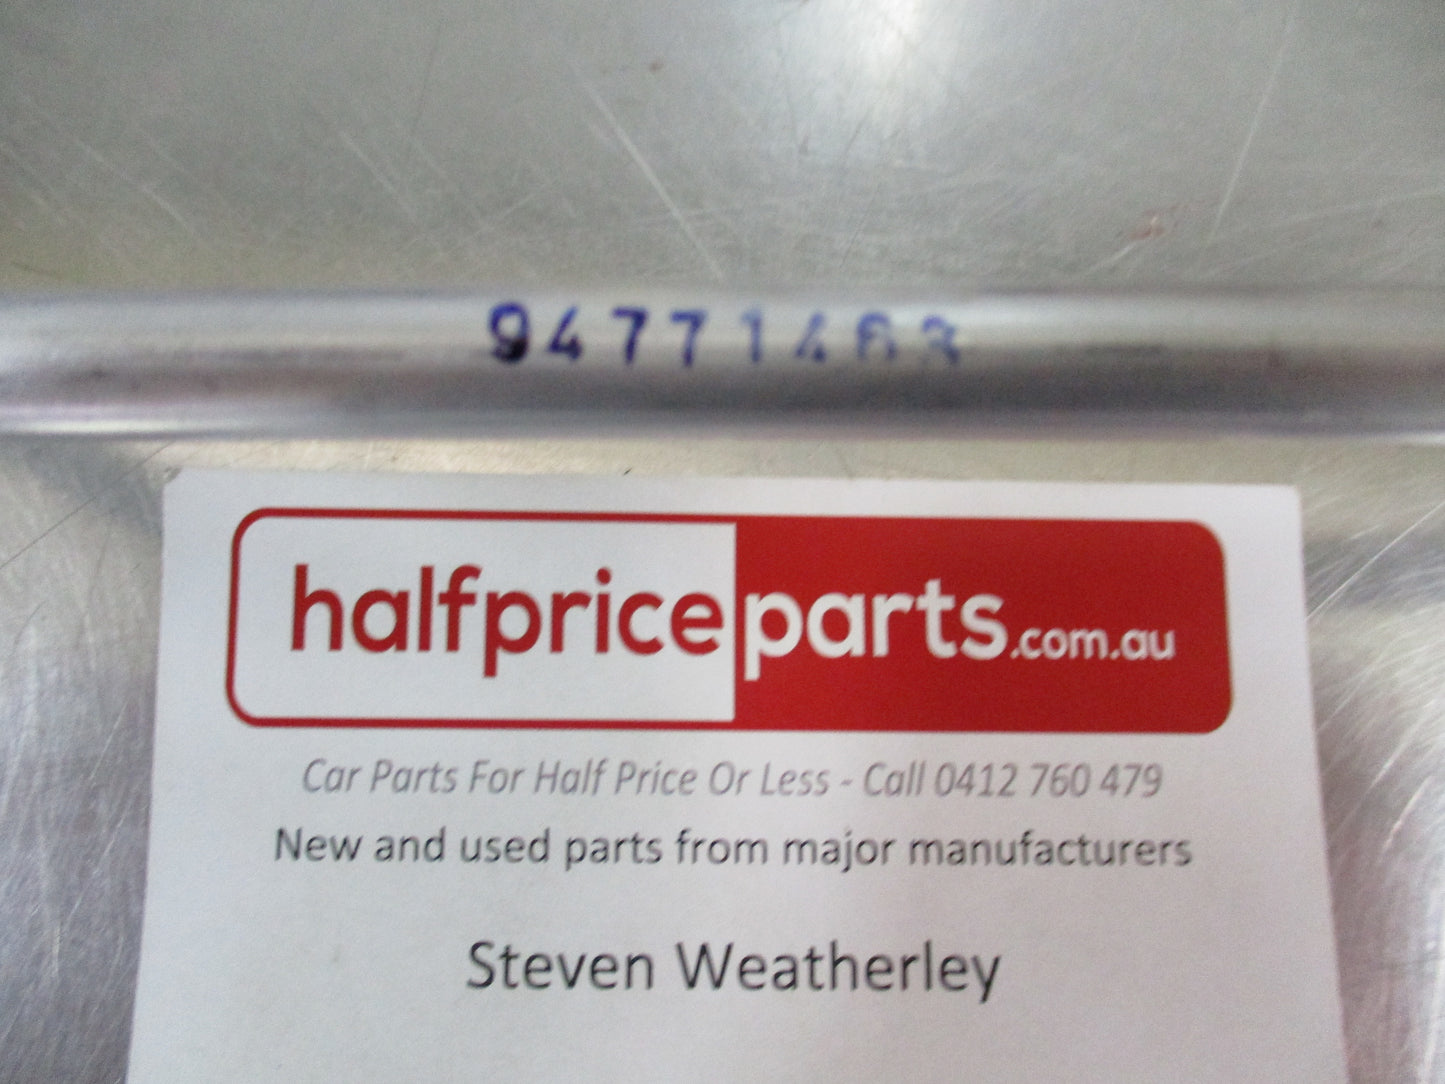 94771463
halfpriceparts.com.au
Car Parts For Half Price Or Less - Call 0412 760 479
New and used parts from major manufacturers
Steven Weatherley